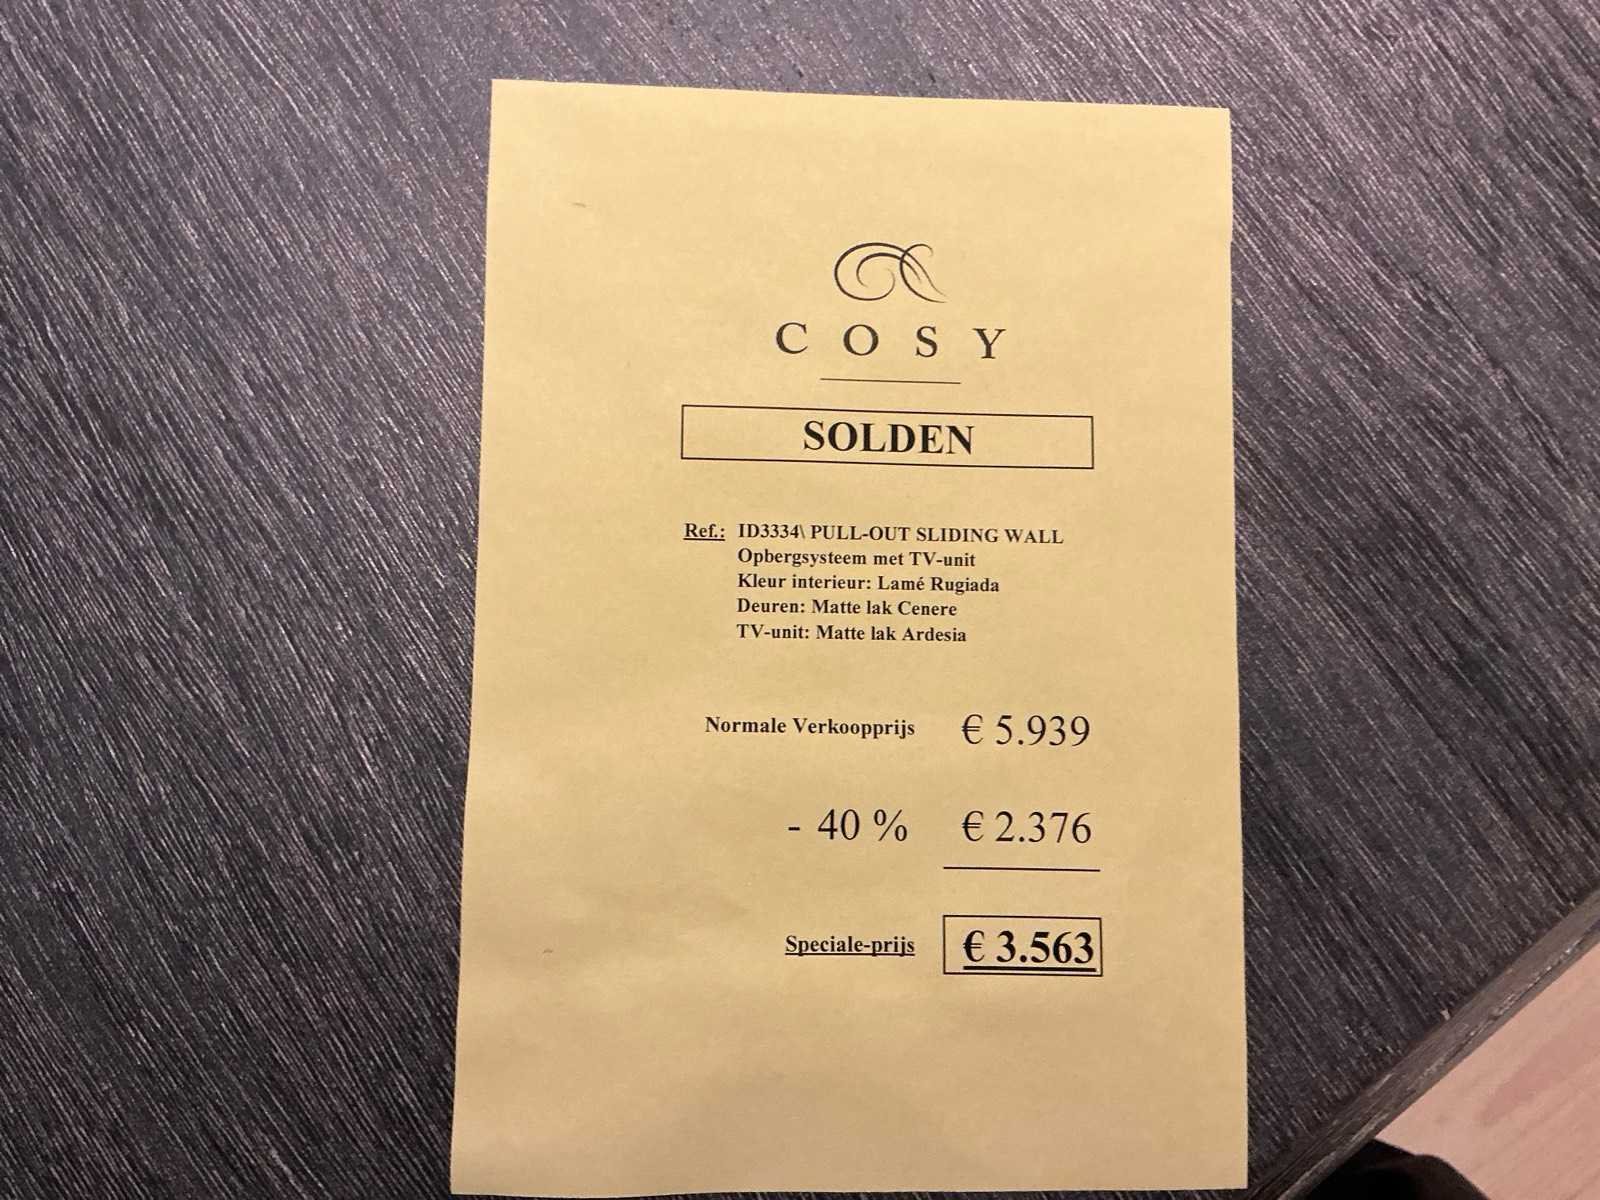 COSY
SOLDEN
Ref.: ID3334\ PULL-OUT SLIDING WALL
Opbergsysteem met TV-unit
Kleur interieur: Lamé Rugiada
Deuren: Matte lak Cenere
TV-unit: Matte lak Ardesia
Normale Verkoopprijs € 5.939
- 40 % € 2.376
Speciale-prijs € 3.563